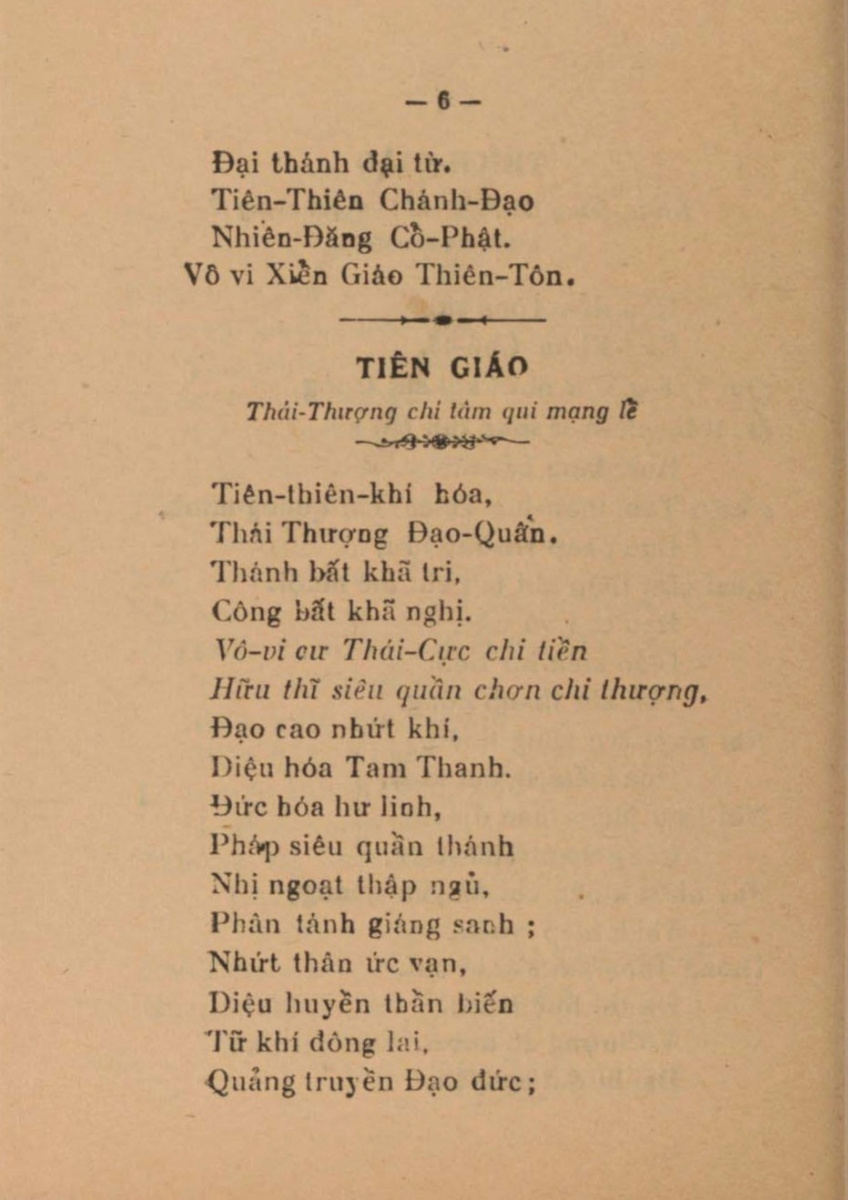 — 6 —
Đại thánh đại từ.
Tiên-Thiên Chánh-Đạo
Nhiên-Đăng Cồ-Phật.
Vô vi Xiển Giáo Thiên-Tôn.
TIÊN GIÁO
Thái-Thượng chí tâm qui mạng lễ
Tiên-thiên-khí hóa,
Thái Thượng Đạo-Quần.
Thánh bất khã tri,
Công bất khã nghị.
Vô-vi cư Thái-Cực chi tiền
Hữu thĩ siêu quần chơn chi thượng,
Đạo cao nhứt khí,
Diệu hóa Tam Thanh.
Đức hóa hư linh,
Pháp siêu quần thánh
Nhị ngoạt thập ngủ,
Phân tánh giáng sanh ;
Nhứt thân ức vạn,
Diệu huyền thần biến
Tữ khí đông lai,
Quảng truyền Đạo đức ;